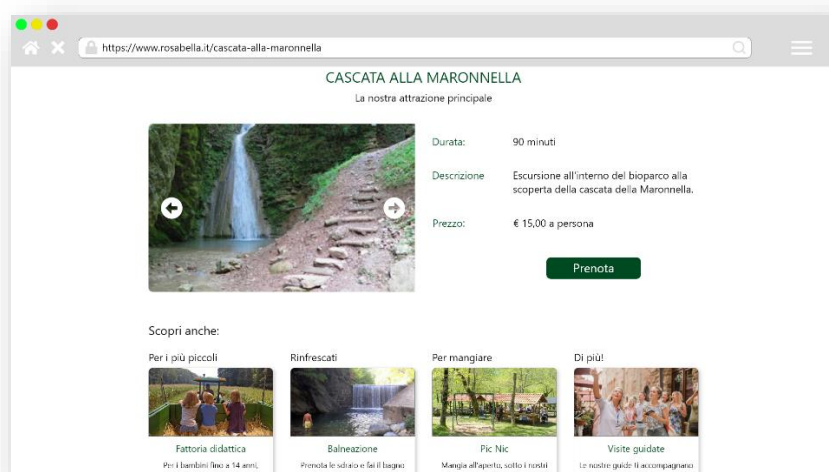 https://www.rosabella.it/cascata-alla-maronnella
CASCATA ALLA MARONNELLA
La nostra attrazione principale
Durata: 90 minuti
Descrizione Escursione all'interno del bioparco alla
scoperta della cascata della Maronnella.
Prezzo: € 15,00 a persona
Prenota
Scopri anche:
Per i più piccoli
Rinfrescati
Per mangiare
Di più!
Fattoria didattica
Balneazione
Pic Nic
Visite guidate
Per i bambini fino a 14 anni,
Prenota le sdraio e fai il bagno
Mangia all'aperto, sotto i nostri
Le nostre guide ti accompagnano